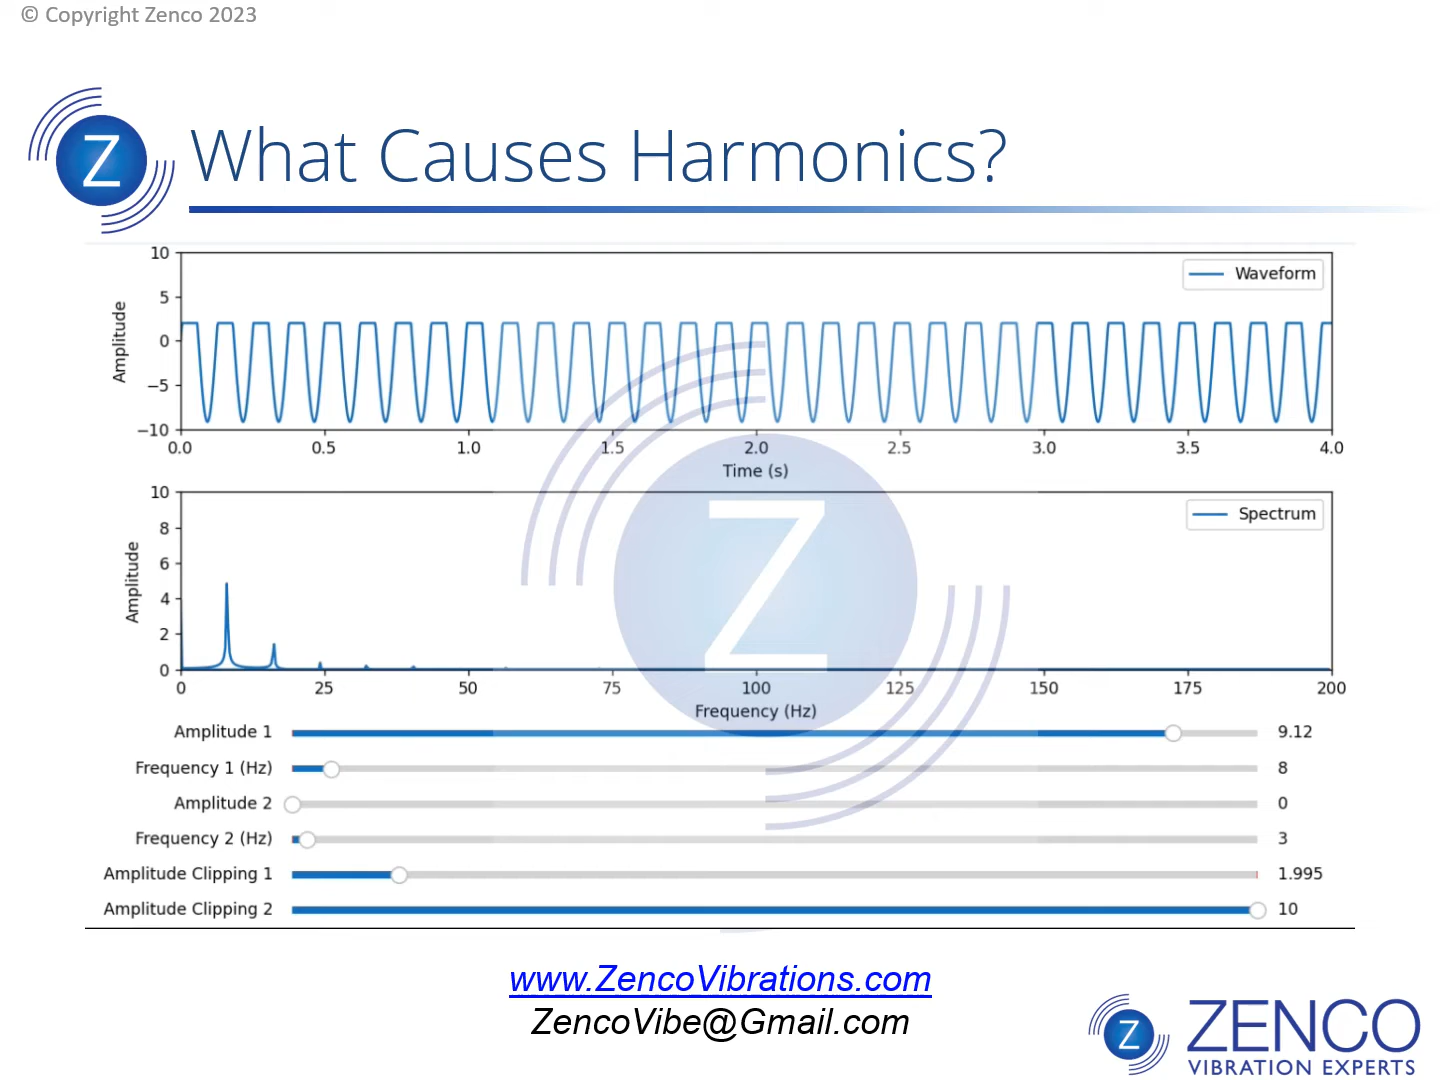 © Copyright Zenco 2023
Z
What Causes Harmonics?
10
5
0
−5
−10
Amplitude
Waveform
0.0 0.5 1.0 1.5 2.0 2.5 3.0 3.5 4.0
Time (s)
10
8
6
4
2
0
Amplitude
Spectrum
Z
0 25 50 75 100 125 150 175 200
Frequency (Hz)
Amplitude 1 9.12
Frequency 1 (Hz) 8
Amplitude 2 0
Frequency 2 (Hz) 3
Amplitude Clipping 1 1.995
Amplitude Clipping 2 10
www.ZencoVibrations.com
ZencoVibe@Gmail.com
Z
ZENCO
VIBRATION EXPERTS